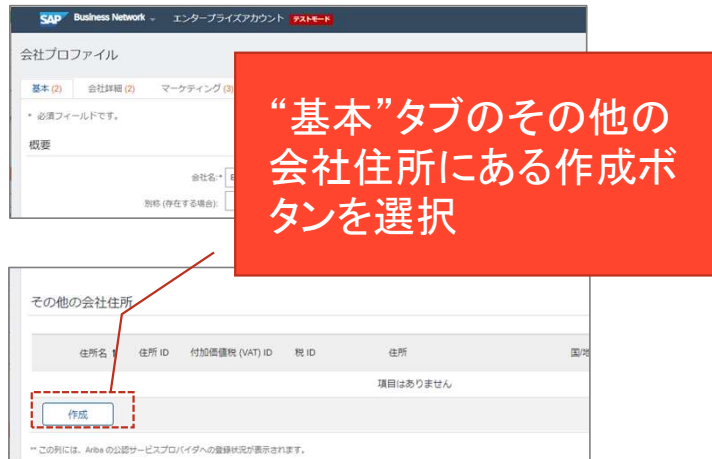 SAP Business Network エンタープライズアカウント テストモード
会社プロファイル
基本 (2) 会社詳細 (2) マーケティング (3)
* 必須フィールドです。
概要
会社名:*
別称 (存在する場合):
“基本”タブのその他の
会社住所にある作成ボ
タンを選択
その他の会社住所
住所名 ↑ 住所 ID 付加価値税 (VAT) ID 税 ID 住所 国/地
項目はありません
作成
** この列には、Ariba の公認サービスプロバイダへの登録状況が表示されます。